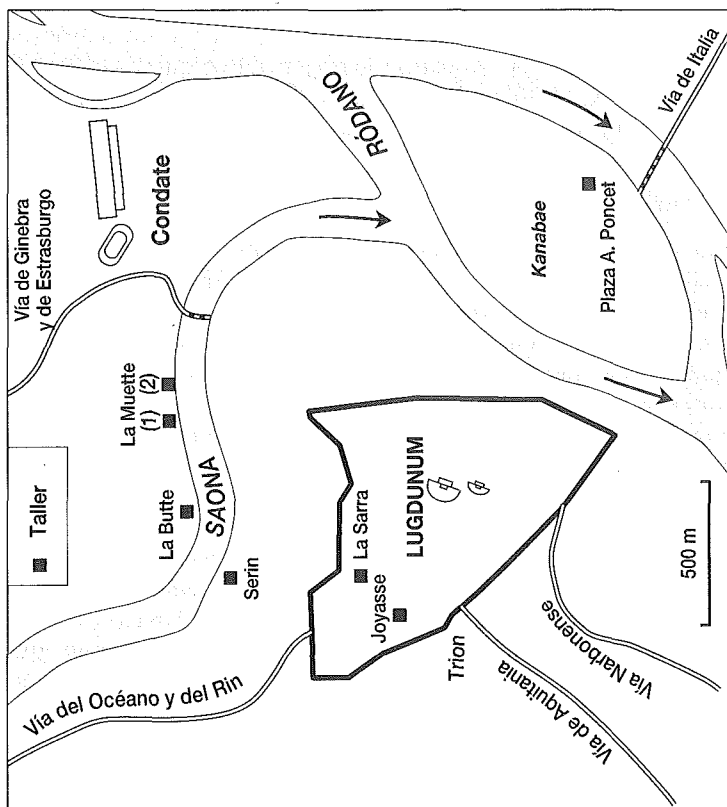 Vía de Ginebra
y de Estrasburgo
Condate
RÓDANO
Vía de Italia
Kanabae
Plaza A. Poncet
Taller
La Muette
(1) (2)
La Butte
SAONA
Serin
La Sarra
LUGDUNUM
Joyasse
Trion
Vía del Océano y del Rin
Vía de Aquitania
Vía Narbonense
500 m